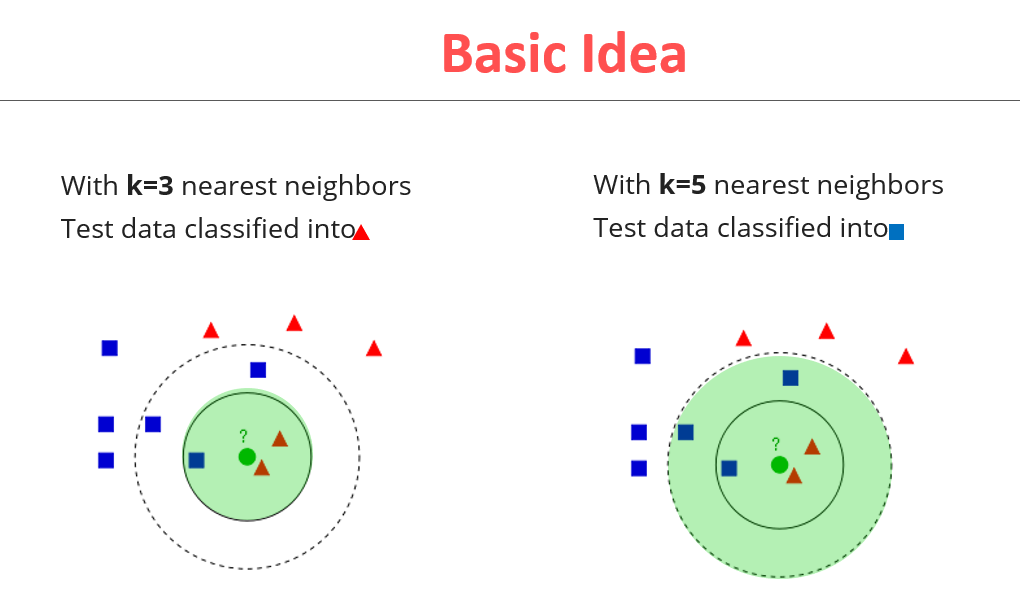 Basic Idea
With k=3 nearest neighbors
Test data classified into
?
With k=5 nearest neighbors
Test data classified into
?